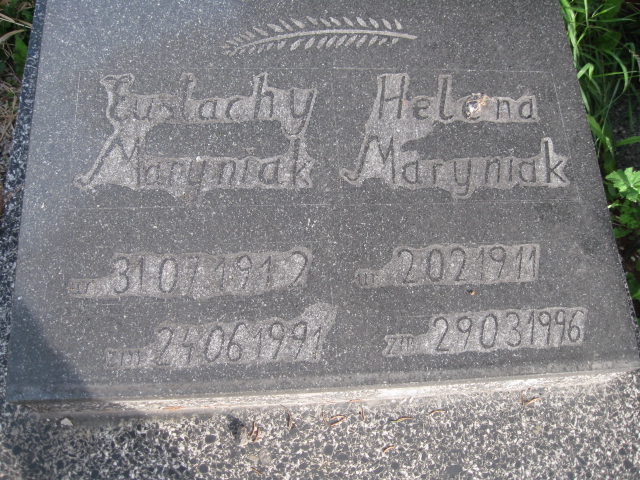 Eustachy
Maryniak
ur. 31 07 1912
zm 24 06 1991
Helena
Maryniak
ur 2 02 1911
zm 29 03 1996